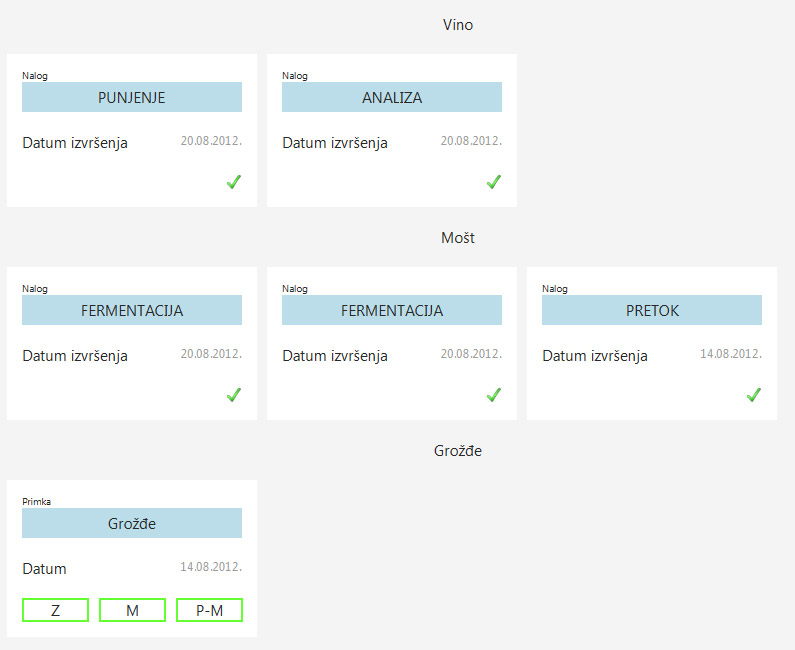 Vino
Nalog
PUNJENJE
Datum izvršenja 20.08.2012.
Nalog
ANALIZA
Datum izvršenja 20.08.2012.
Mošt
Nalog
FERMENTACIJA
Datum izvršenja 20.08.2012.
Nalog
FERMENTACIJA
Datum izvršenja 20.08.2012.
Nalog
PRETOK
Datum izvršenja 14.08.2012.
Grožđe
Primka
Grožđe
Datum 14.08.2012.
Z M P-M